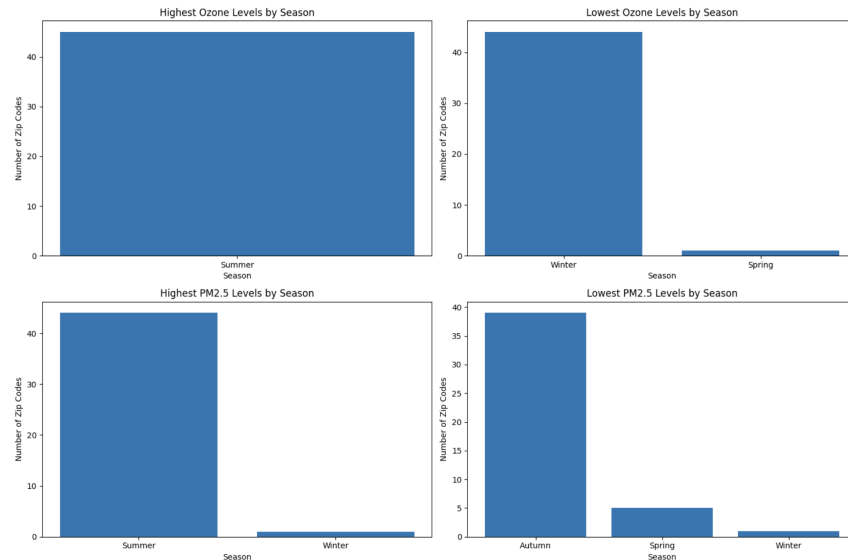 Highest Ozone Levels by Season
Number of Zip Codes
40
30
20
10
0
Summer
Season
Lowest Ozone Levels by Season
Number of Zip Codes
40
30
20
10
0
Winter Spring
Season
Highest PM2.5 Levels by Season
Number of Zip Codes
40
30
20
10
0
Summer Winter
Season
Lowest PM2.5 Levels by Season
Number of Zip Codes
40
35
30
25
20
15
10
5
0
Autumn Spring Winter
Season